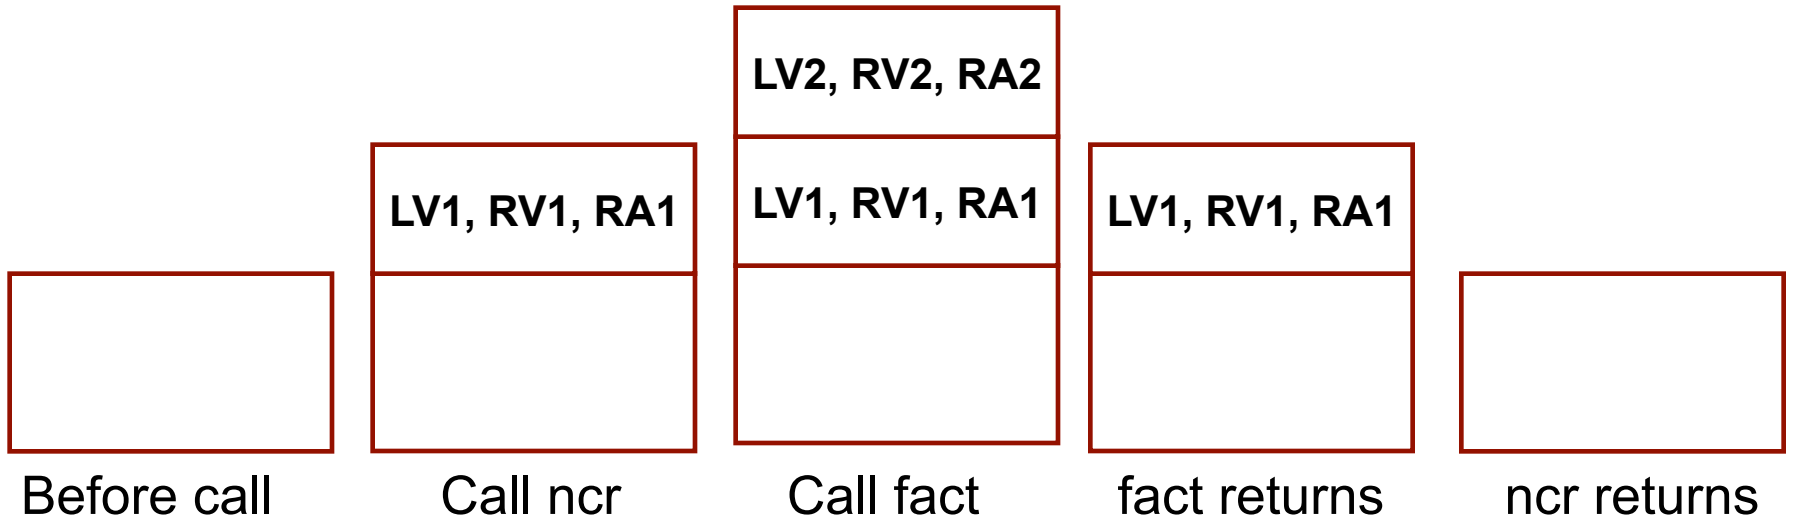 LV2, RV2, RA2
LV1, RV1, RA1
LV1, RV1, RA1
LV1, RV1, RA1
Before call
Call ncr
Call fact
fact returns
ncr returns